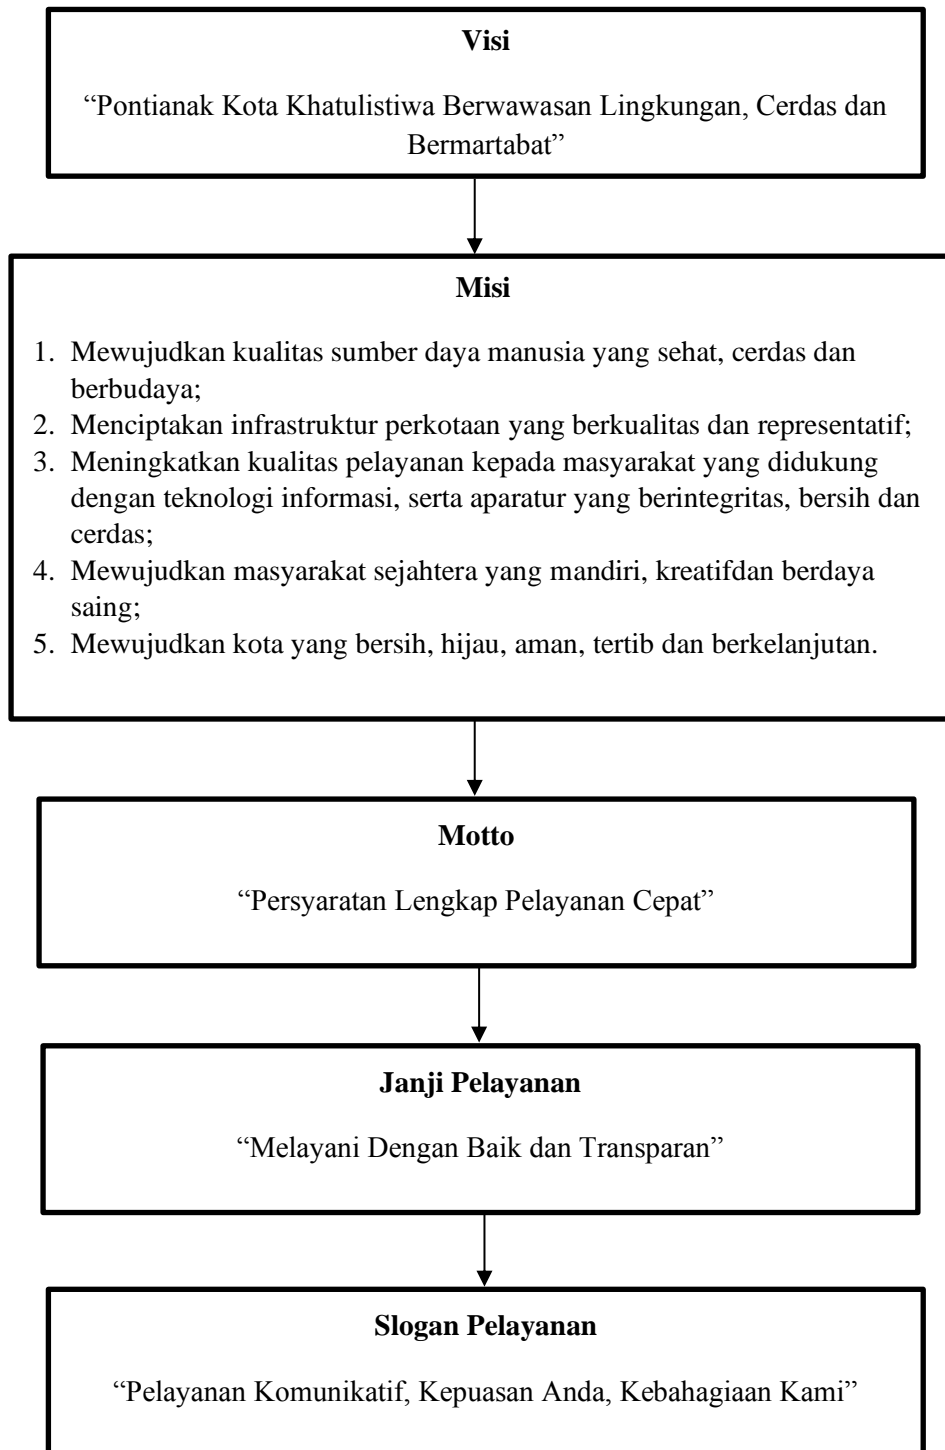 Visi
“Pontianak Kota Khatulistiwa Berwawasan Lingkungan, Cerdas dan
Bermartabat”
Misi
1. Mewujudkan kualitas sumber daya manusia yang sehat, cerdas dan
berbudaya;
2. Menciptakan infrastruktur perkotaan yang berkualitas dan representatif;
3. Meningkatkan kualitas pelayanan kepada masyarakat yang didukung
dengan teknologi informasi, serta aparatur yang berintegritas, bersih dan
cerdas;
4. Mewujudkan masyarakat sejahtera yang mandiri, kreatifdan berdaya
saing;
5. Mewujudkan kota yang bersih, hijau, aman, tertib dan berkelanjutan.
Motto
“Persyaratan Lengkap Pelayanan Cepat”
Janji Pelayanan
“Melayani Dengan Baik dan Transparan”
Slogan Pelayanan
“Pelayanan Komunikatif, Kepuasan Anda, Kebahagiaan Kami”